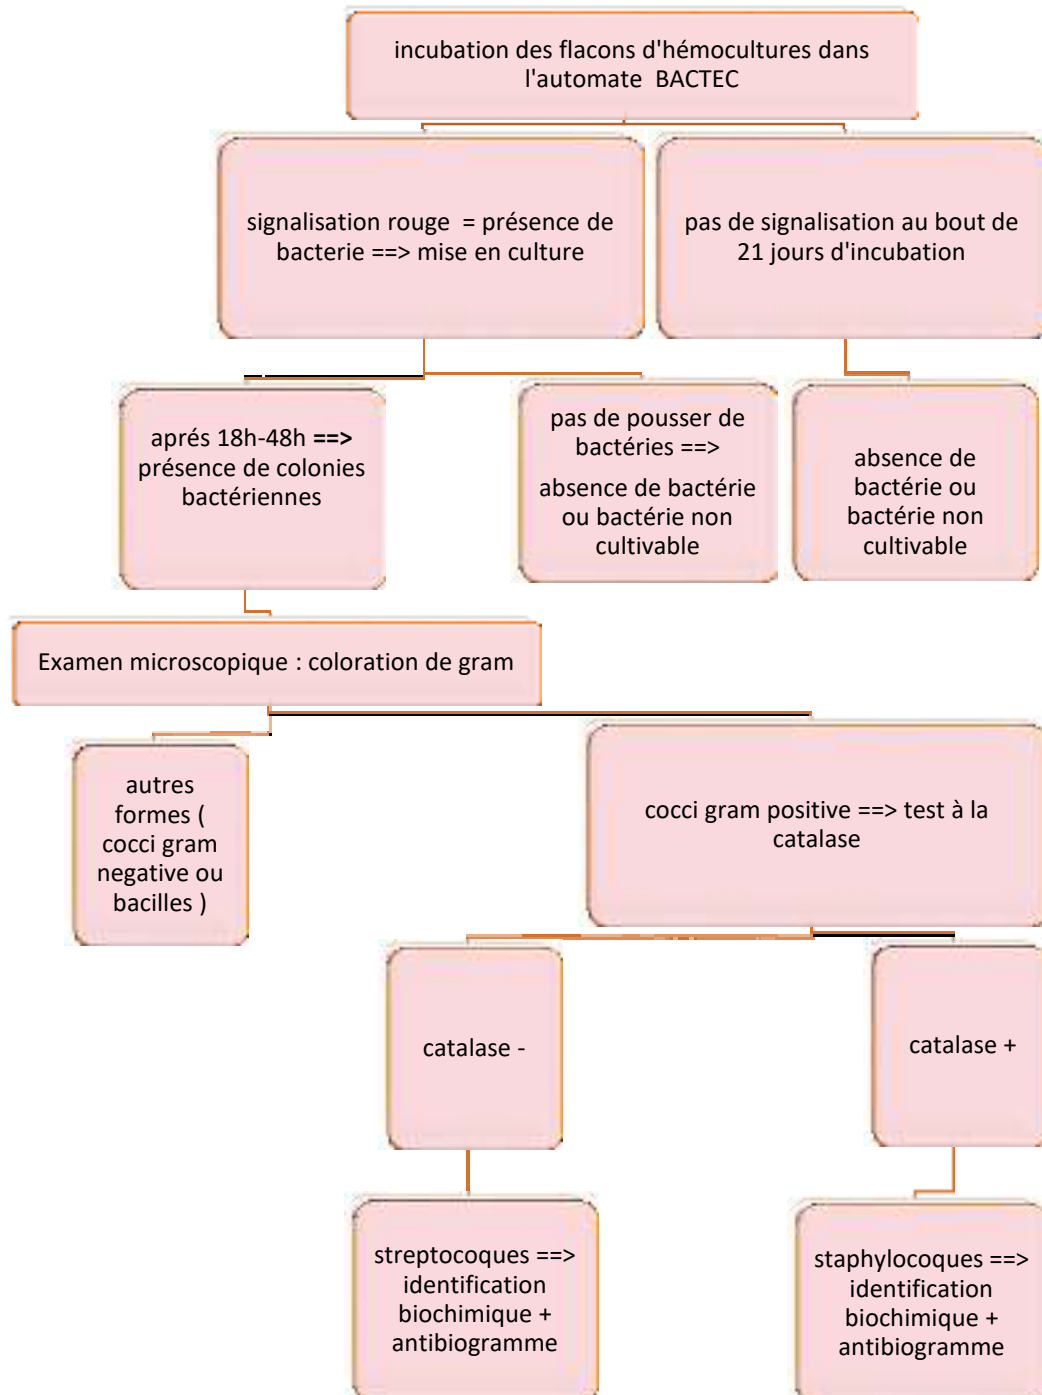 incubation des flacons d'hémocultures dans
l'automate  BACTEC
signalisation rouge  = présence de
bacterie ==> mise en culture
pas de signalisation au bout de
21 jours d'incubation
aprés 18h-48h ==>
présence de colonies
bactériennes
pas de pousser de
bactéries ==>
absence de bactérie
ou bactérie non
cultivable
absence de
bactérie ou
bactérie non
cultivable
Examen microscopique : coloration de gram
autres
formes (
cocci gram
negative ou
bacilles )
cocci gram positive ==> test à la
catalase
catalase -
catalase +
streptocoques ==>
identification
biochimique +
antibiogramme
staphylocoques ==>
identification
biochimique +
antibiogramme